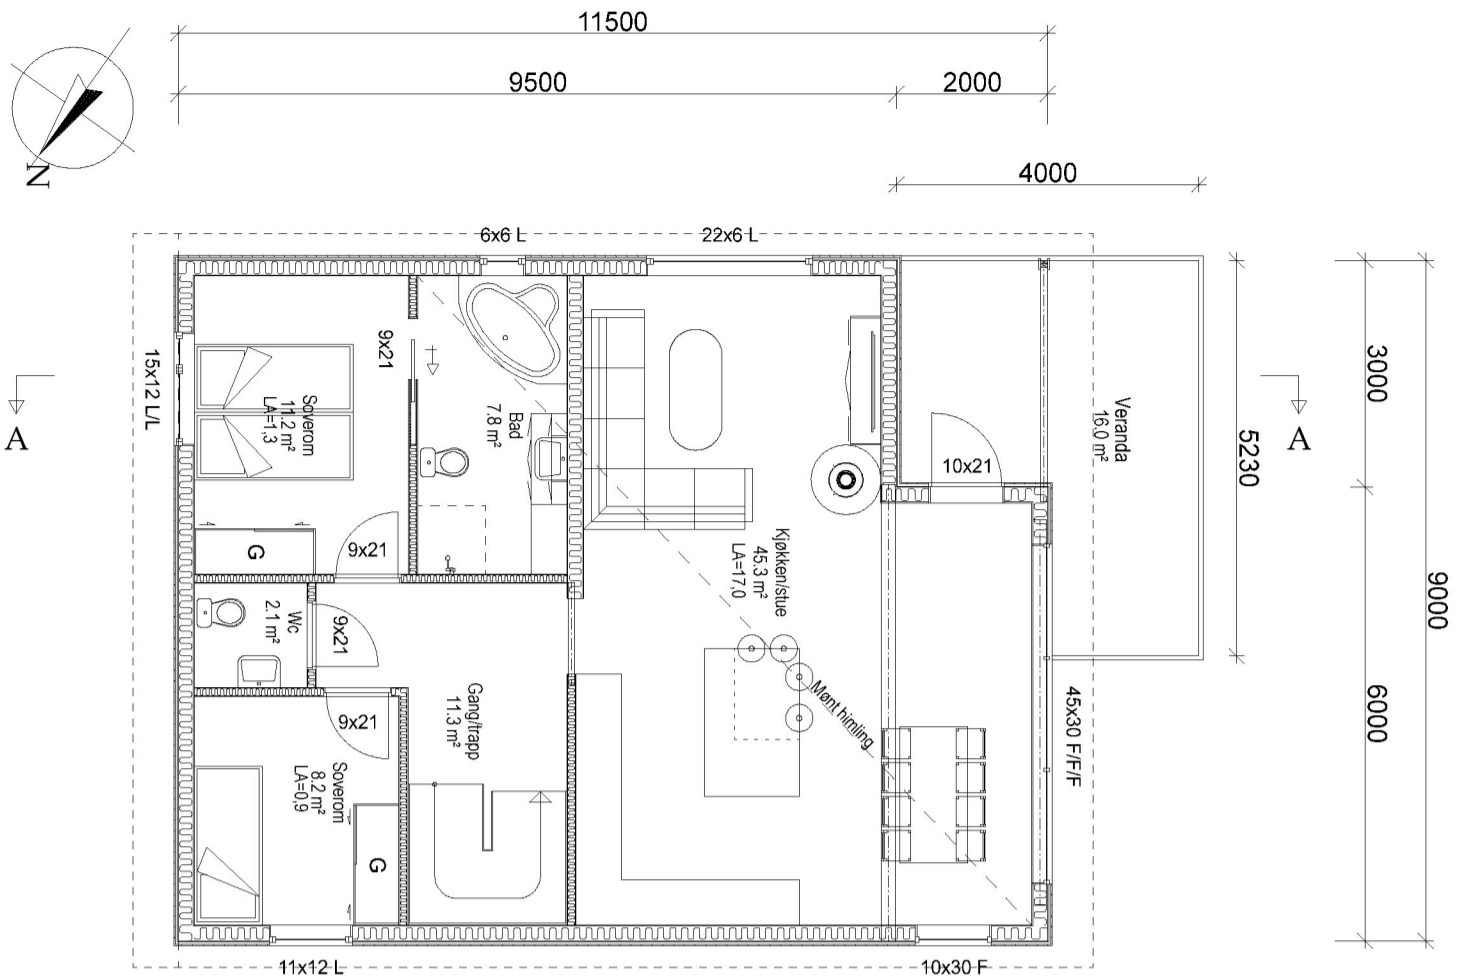 11500
9500
2000
4000
N
6x6 L
22x6 L
15x12 L/L
A
A
9x21
Soverom
11.2 m²
LA=1,3
Bad
7.8 m²
G
9x21
Veranda
16.0 m²
10x21
3000
5230
9000
6000
Kjøkken/stue
45.3 m²
LA=17,0
Wc
2.1 m²
9x21
Gang/trapp
11.3 m²
Mønt himling
9x21
Soverom
8.2 m²
LA=0,9
G
45x30 F/F/F
11x12 L
10x30 F